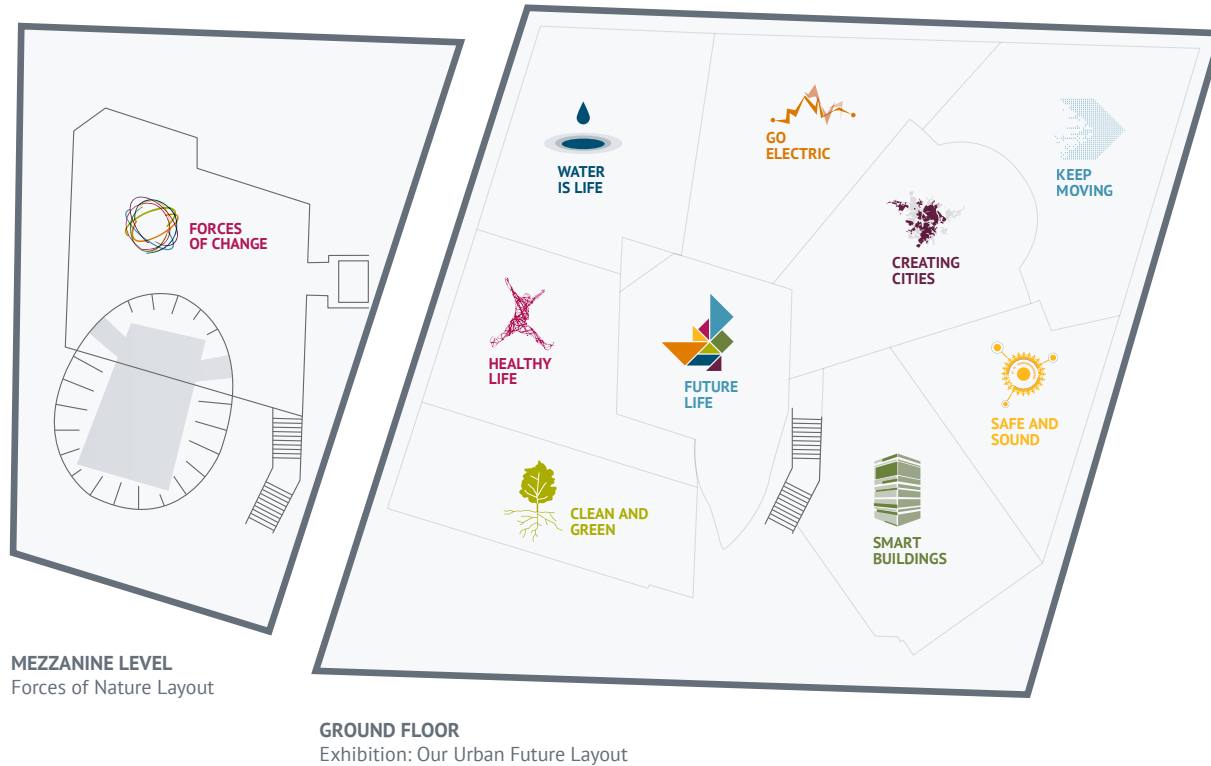 WATER
IS LIFE
GO
ELECTRIC
KEEP
MOVING
FORCES
OF CHANGE
CREATING
CITIES
HEALTHY
LIFE
FUTURE
LIFE
SAFE AND
SOUND
CLEAN AND
GREEN
SMART
BUILDINGS
MEZZANINE LEVEL
Forces of Nature Layout
GROUND FLOOR
Exhibition: Our Urban Future Layout